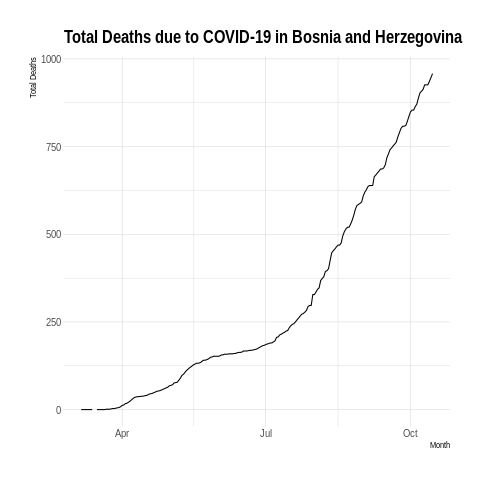 Total Deaths due to COVID-19 in Bosnia and Herzegovina
Total Deaths
1000
750
500
250
0
Apr
Jul
Oct
Month